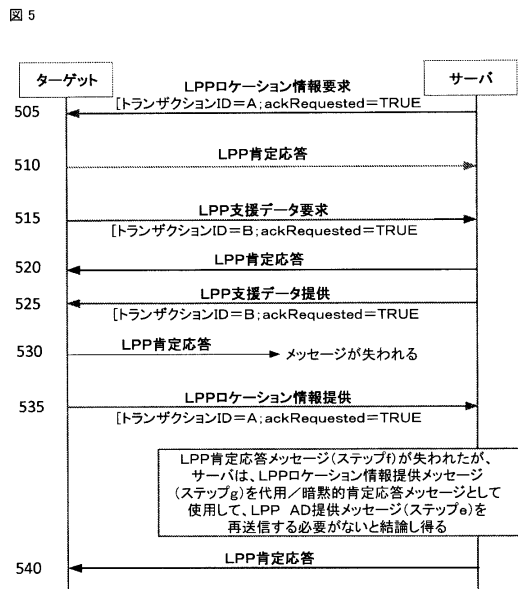 図 5
ターゲット
サーバ
LPPロケーション情報要求
505
[トランザクションID=A;ackRequested=TRUE
LPP肯定応答
510
LPP支援データ要求
515
[トランザクションID=B;ackRequested=TRUE
LPP肯定応答
520
LPP支援データ提供
525
[トランザクションID=B;ackRequested=TRUE
LPP肯定応答
530
メッセージが失われる
LPPロケーション情報提供
535
[トランザクションID=A;ackRequested=TRUE
LPP肯定応答メッセージ(ステップf)が失われたが、
サーバは、LPPロケーション情報提供メッセージ
(ステップg)を代用/暗黙的肯定応答メッセージとして
使用して、LPP AD提供メッセージ(ステップe)を
再送信する必要がないと結論し得る
LPP肯定応答
540